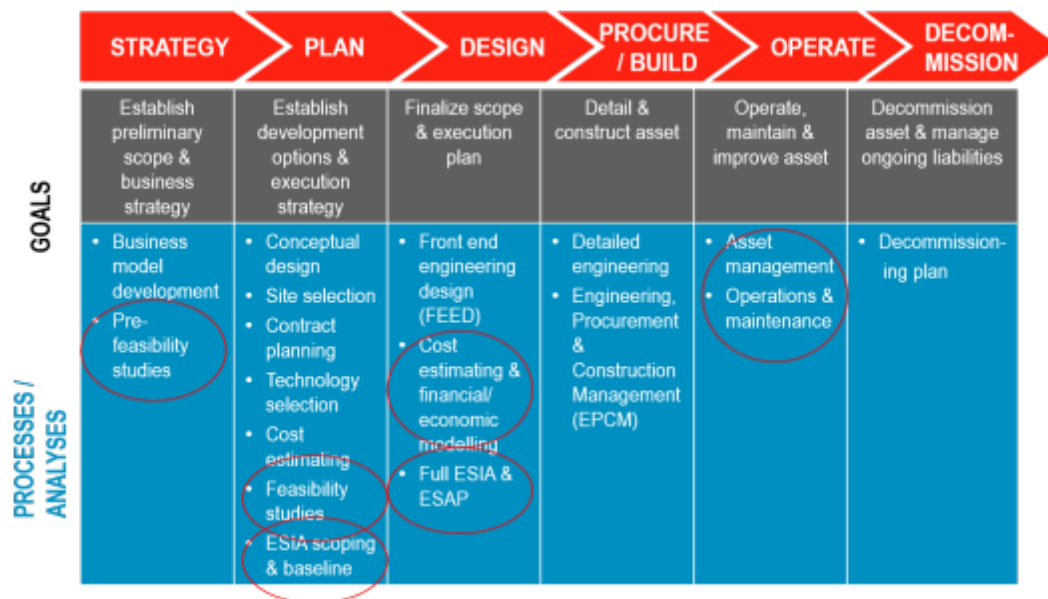 STRATEGY
PLAN
DESIGN
PROCURE
/ BUILD
OPERATE
DECOM-
MISSION
GOALS
Establish
preliminary
scope &
business
strategy
Establish
development
options &
execution
strategy
Finalize scope
& execution
plan
Detail &
construct asset
Operate,
maintain &
improve asset
Decommission
asset & manage
ongoing liabilities
PROCESSES /
ANALYSES
• Business
model
development
• Pre-
feasibility
studies
• Conceptual
design
• Site selection
• Contract
planning
• Technology
selection
• Cost
estimating
• Feasibility
studies
• ESIA scoping
& baseline
• Front end
engineering
design
(FEED)
• Cost
estimating &
financial/
economic
modelling
• Full ESIA &
ESAP
• Detailed
engineering
• Engineering,
Procurement
&
Construction
Management
(EPCM)
• Asset
management
• Operations &
maintenance
• Decommission-
ing plan